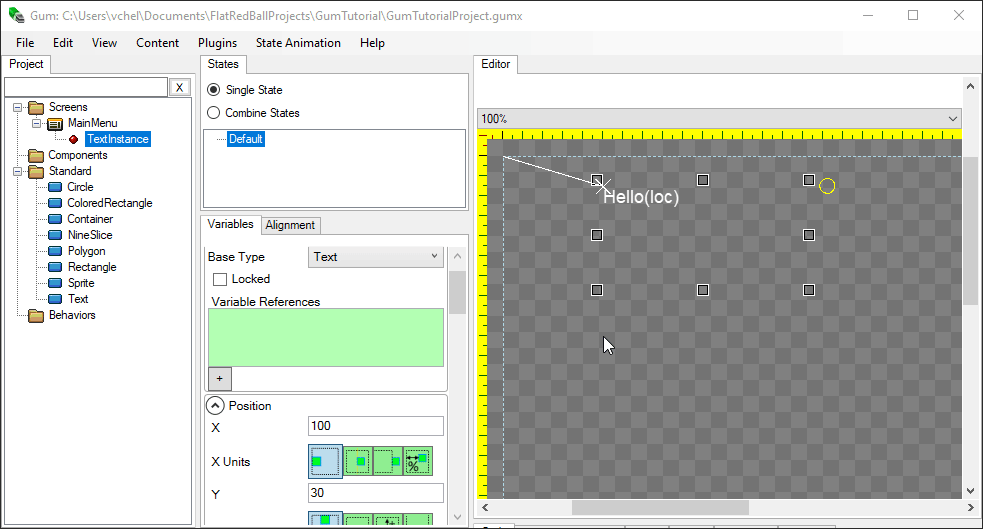 Gum: C:\Users\vchel\Documents\FlatRedBallProjects\GumTutorial\GumTutorialProject.gumx
File Edit View Content Plugins State Animation Help
Project
X
Screens
MainMenu
TextInstance
Components
Standard
Circle
ColoredRectangle
Container
NineSlice
Polygon
Rectangle
Sprite
Text
Behaviors
States
Single State
Combine States
Default
Variables Alignment
Base Type Text
Locked
Variable References
+
Position
X 100
X Units %
Y 30
Editor
100%
Hello(loc)